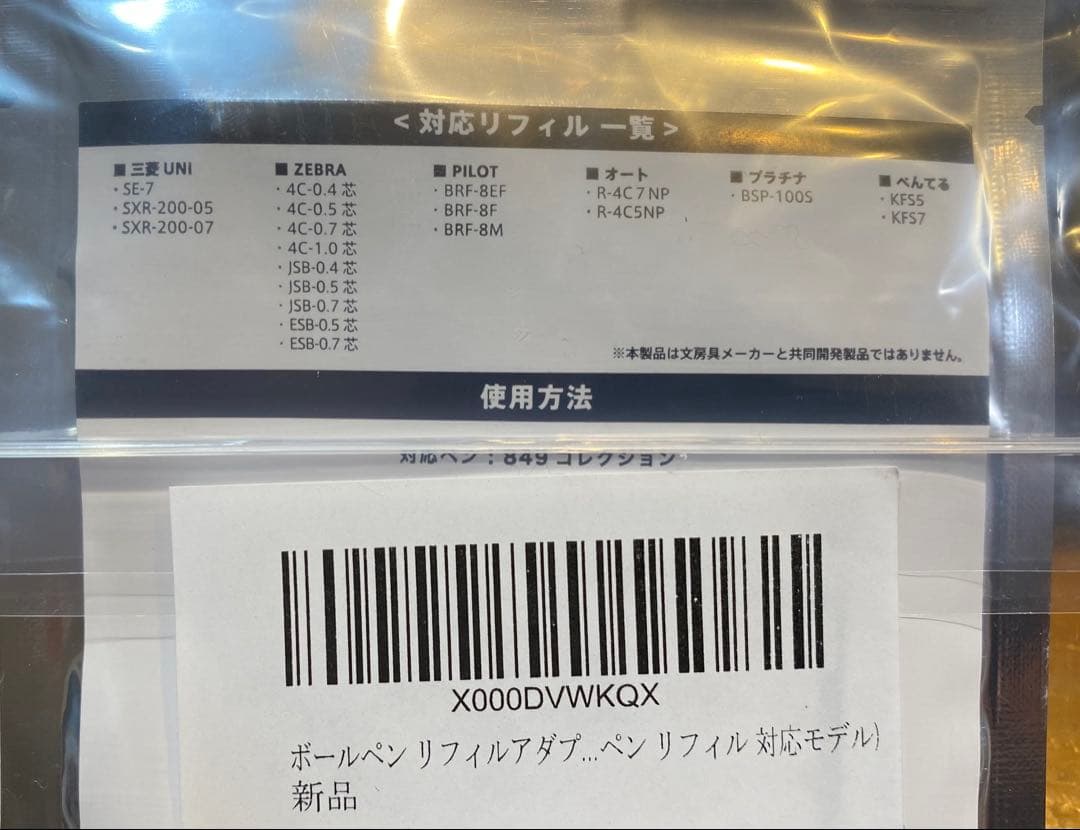 < 対応リフィル 一覧 >
■ 三菱 UNI
・SE-7
・SXR-200-05
・SXR-200-07
■ ZEBRA
・4C-0.4 芯
・4C-0.5 芯
・4C-0.7 芯
・4C-1.0 芯
・JSB-0.4 芯
・JSB-0.5 芯
・JSB-0.7 芯
・ESB-0.5 芯
・ESB-0.7 芯
■ PILOT
・BRF-8EF
・BRF-8F
・BRF-8M
■ オート
・R-4C7NP
・R-4C5NP
■ プラチナ
・BSP-100S
■ ぺんてる
・KFS5
・KFS7
※本製品は文房具メーカーと共同開発製品ではありません。
使用方法
対応ペン：849 コレクション
X000DVWKQX
ボールペン リフィルアダプ...ペン リフィル 対応モデル)
新品